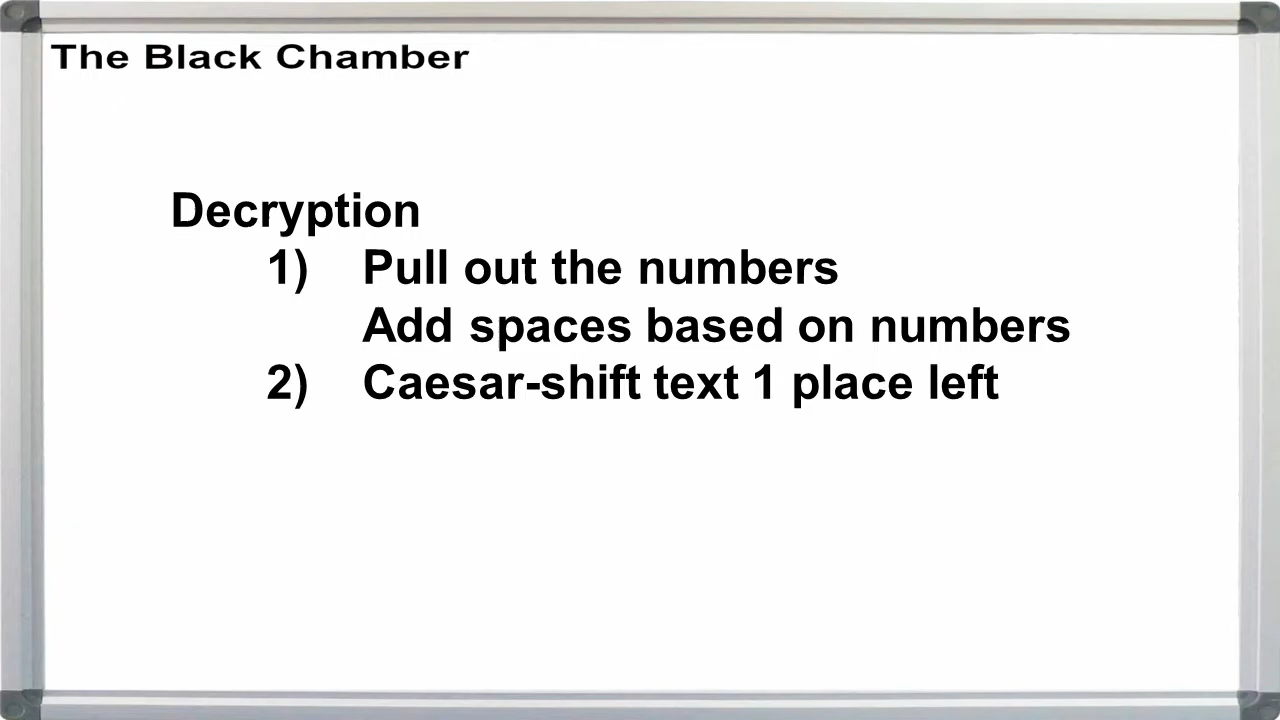 The Black Chamber
Decryption
1) Pull out the numbers
Add spaces based on numbers
2) Caesar-shift text 1 place left